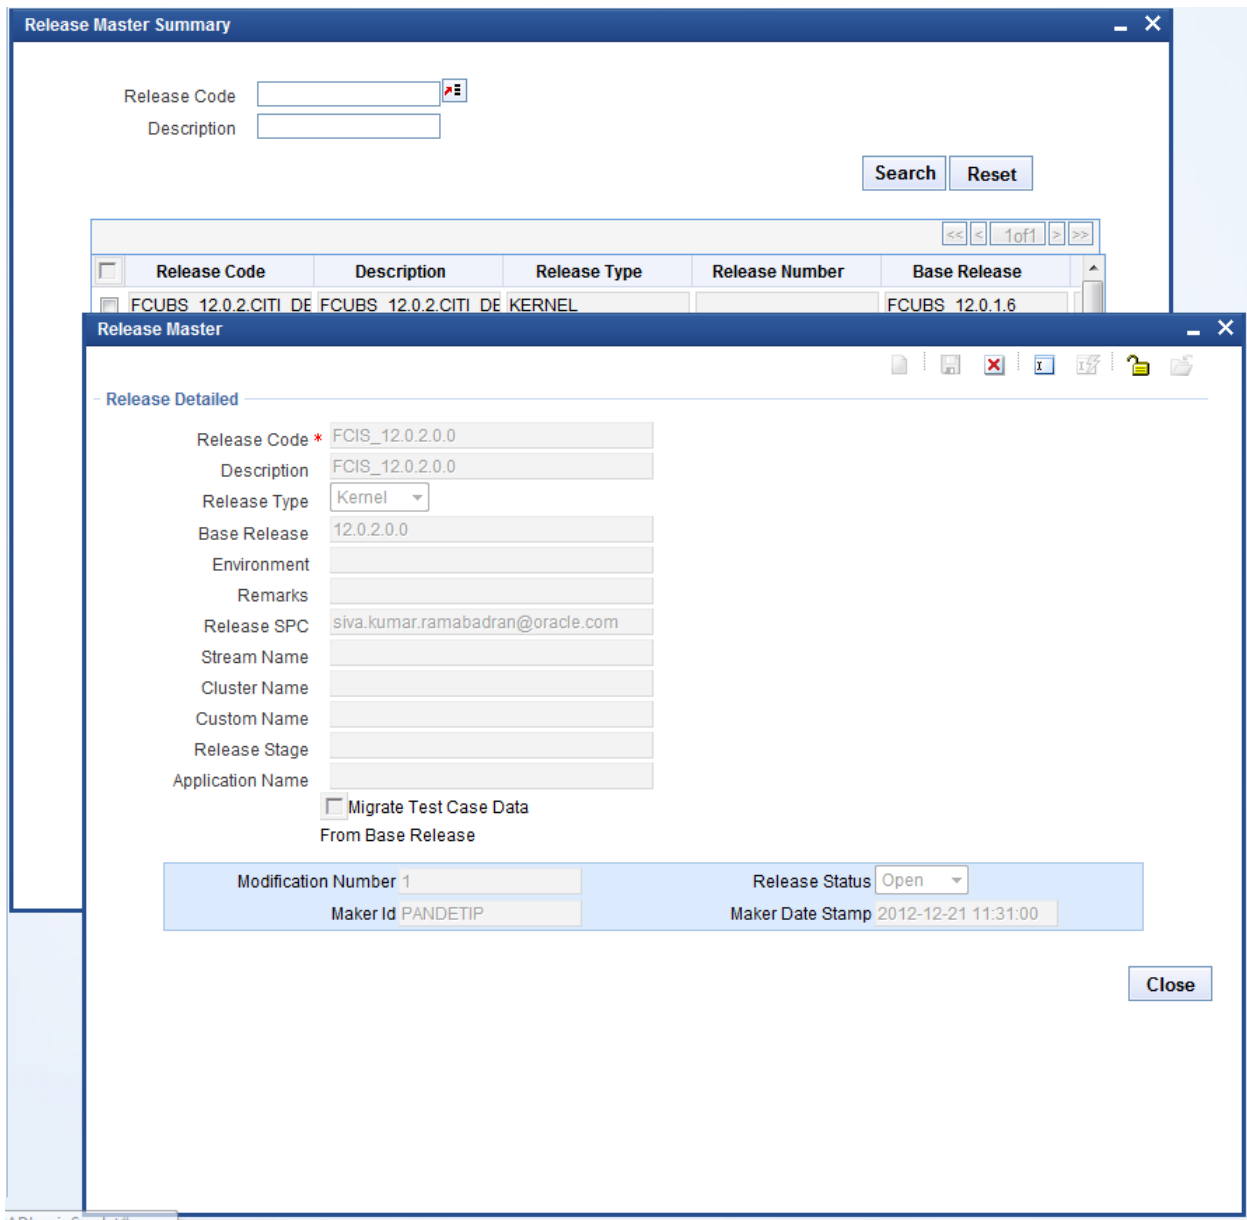 Release Master Summary
Release Code
Description
Search Reset
<< < 1of1 > >>
Release Code Description Release Type Release Number Base Release
FCUBS_12.0.2.CITI_DE FCUBS_12.0.2.CITI_DE KERNEL FCUBS_12.0.1.6
Release Master
Release Detailed
Release Code * FCIS_12.0.2.0.0
Description FCIS_12.0.2.0.0
Release Type Kernel
Base Release 12.0.2.0.0
Environment
Remarks
Release SPC siva.kumar.ramabadran@oracle.com
Stream Name
Cluster Name
Custom Name
Release Stage
Application Name
Migrate Test Case Data
From Base Release
Modification Number 1 Release Status Open
Maker Id PANDETIP Maker Date Stamp 2012-12-21 11:31:00
Close